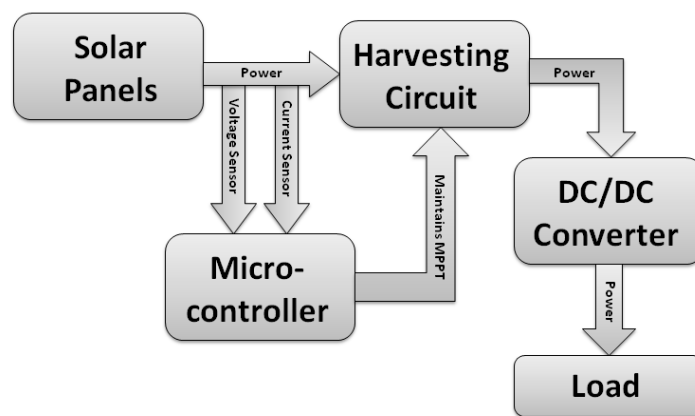 Solar
Panels
Power
Harvesting
Circuit
Power
Voltage Sensor
Current Sensor
Maintains MPPT
DC/DC
Converter
Micro-
controller
Power
Load